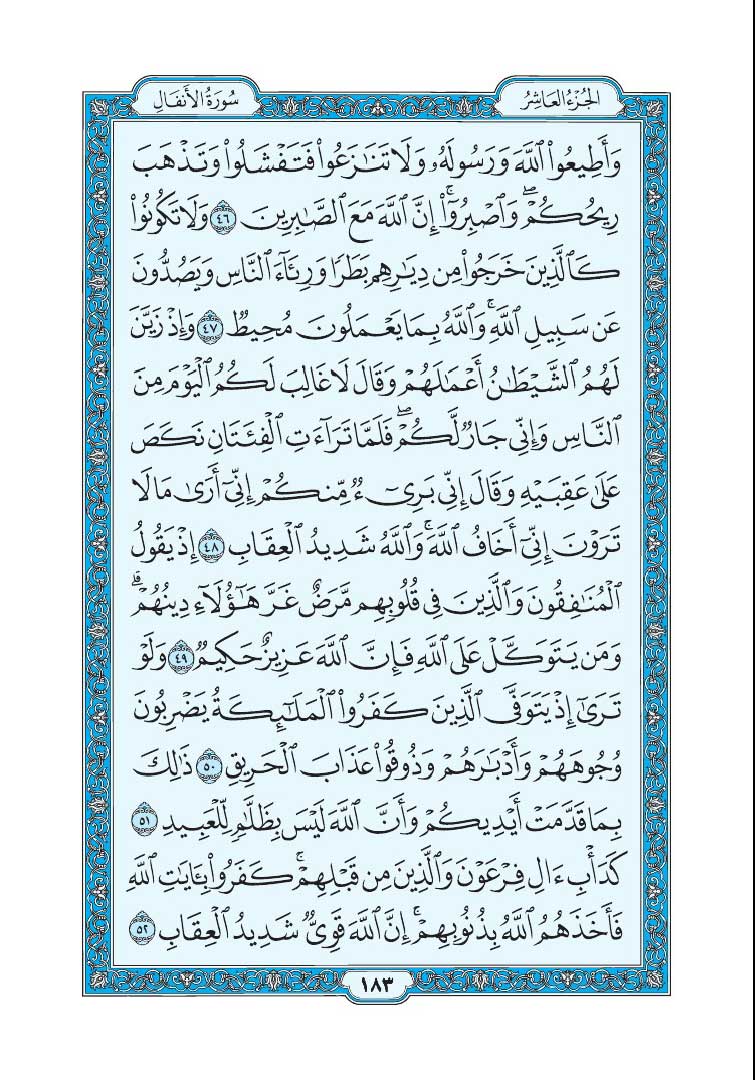 الجُزْءُ العَاشِرُ
سُورَةُ الأَنفَالِ
وَأَطِيعُواْ ٱللَّهَ وَرَسُولَهُۥ وَلَا تَنَٰزَعُواْ فَتَفۡشَلُواْ وَتَذۡهَبَ
رِيحُكُمۡۖ وَٱصۡبِرُوٓاْۚ إِنَّ ٱللَّهَ مَعَ ٱلصَّٰبِرِينَ ٤٦ وَلَا تَكُونُواْ
كَٱلَّذِينَ خَرَجُواْ مِن دِيَٰرِهِم بَطَرٗا وَرِئَآءَ ٱلنَّاسِ وَيَصُدُّونَ
عَن سَبِيلِ ٱللَّهِۚ وَٱللَّهُ بِمَا يَعۡمَلُونَ مُحِيطٞ ٤٧ وَإِذۡ زَيَّنَ
لَهُمُ ٱلشَّيۡطَٰنُ أَعۡمَٰلَهُمۡ وَقَالَ لَا غَالِبَ لَكُمُ ٱلۡيَوۡمَ مِنَ
ٱلنَّاسِ وَإِنِّي جَارٞ لَّكُمۡۖ فَلَمَّا تَرَآءَتِ ٱلۡفِئَتَانِ نَكَصَ
عَلَىٰ عَقِبَيۡهِ وَقَالَ إِنِّي بَرِيٓءٞ مِّنكُمۡ إِنِّيٓ أَرَىٰ مَا لَا
تَرَوۡنَ إِنِّيٓ أَخَافُ ٱللَّهَۚ وَٱللَّهُ شَدِيدُ ٱلۡعِقَابِ ٤٨ إِذۡ يَقُولُ
ٱلۡمُنَٰفِقُونَ وَٱلَّذِينَ فِي قُلُوبِهِم مَّرَضٌ غَرَّ هَٰٓؤُلَآءِ دِينُهُمۡۗ
وَمَن يَتَوَكَّلۡ عَلَى ٱللَّهِ فَإِنَّ ٱللَّهَ عَزِيزٌ حَكِيمٞ ٤٩ وَلَوۡ
تَرَىٰٓ إِذۡ يَتَوَفَّى ٱلَّذِينَ كَفَرُواْ ٱلۡمَلَٰٓئِكَةُ يَضۡرِبُونَ
وُجُوهَهُمۡ وَأَدۡبَٰرَهُمۡ وَذُوقُواْ عَذَابَ ٱلۡحَرِيقِ ٥٠ ذَٰلِكَ
بِمَا قَدَّمَتۡ أَيۡدِيكُمۡ وَأَنَّ ٱللَّهَ لَيۡسَ بِظَلَّٰمٖ لِّلۡعَبِيدِ ٥١
كَدَأۡبِ ءَالِ فِرۡعَوۡنَ وَٱلَّذِينَ مِن قَبۡلِهِمۡۚ كَفَرُواْ بِـَٔايَٰتِ ٱللَّهِ
فَأَخَذَهُمُ ٱللَّهُ بِذُنُوبِهِمۡۚ إِنَّ ٱللَّهَ قَوِيّٞ شَدِيدُ ٱلۡعِقَابِ ٥٢
١٨٣